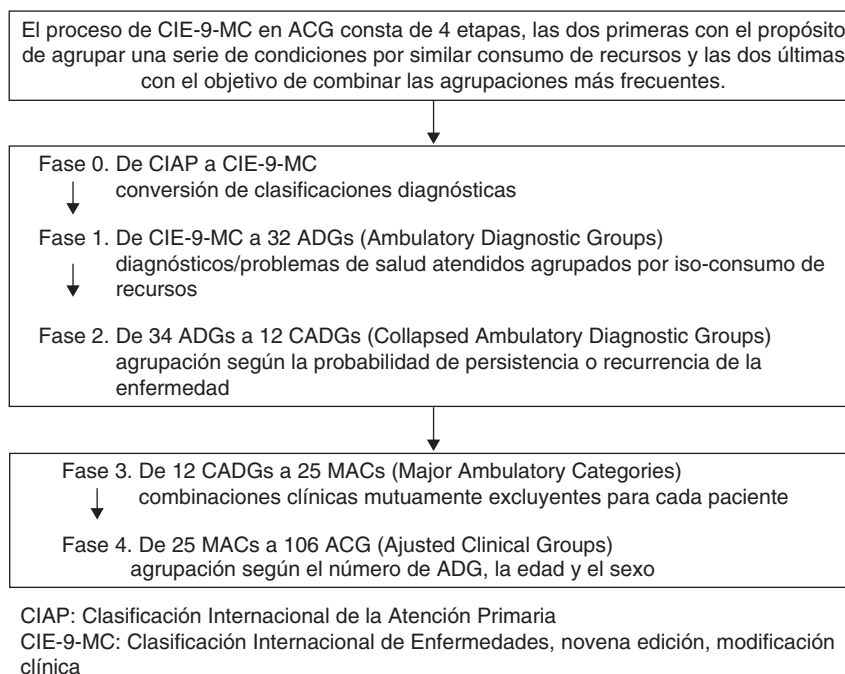 El proceso de CIE-9-MC en ACG consta de 4 etapas, las dos primeras con el propósito
de agrupar una serie de condiciones por similar consumo de recursos y las dos últimas
con el objetivo de combinar las agrupaciones más frecuentes.
Fase 0. De CIAP a CIE-9-MC
conversión de clasificaciones diagnósticas
Fase 1. De CIE-9-MC a 32 ADGs (Ambulatory Diagnostic Groups)
diagnósticos/problemas de salud atendidos agrupados por iso-consumo de
recursos
Fase 2. De 34 ADGs a 12 CADGs (Collapsed Ambulatory Diagnostic Groups)
agrupación según la probabilidad de persistencia o recurrencia de la
enfermedad
Fase 3. De 12 CADGs a 25 MACs (Major Ambulatory Categories)
combinaciones clínicas mutuamente excluyentes para cada paciente
Fase 4. De 25 MACs a 106 ACG (Ajusted Clinical Groups)
agrupación según el número de ADG, la edad y el sexo
CIAP: Clasificación Internacional de la Atención Primaria
CIE-9-MC: Clasificación Internacional de Enfermedades, novena edición, modificación
clínica